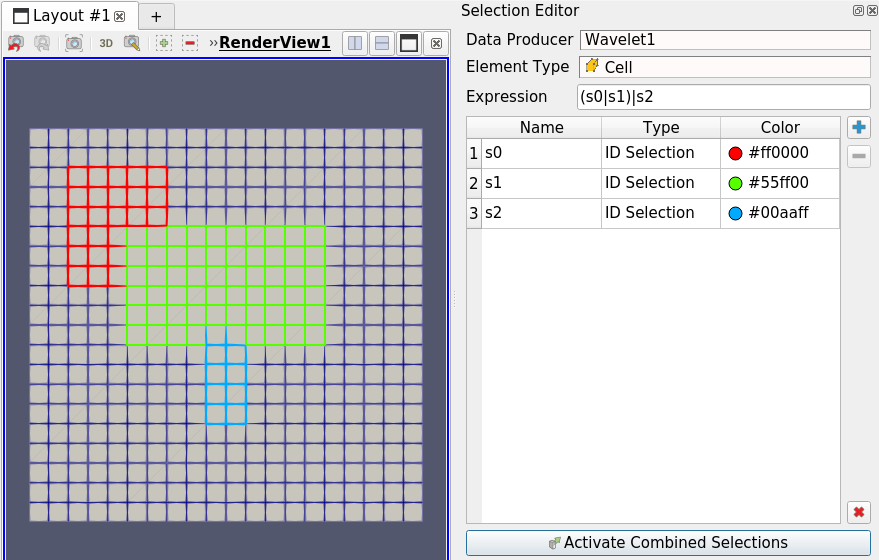 Layout #1
+
3D
»RenderView1
Selection Editor
Data Producer Wavelet1
Element Type Cell
Expression (s0|s1)|s2
Name Type Color
1 s0 ID Selection #ff0000
2 s1 ID Selection #55ff00
3 s2 ID Selection #00aaff
Activate Combined Selections